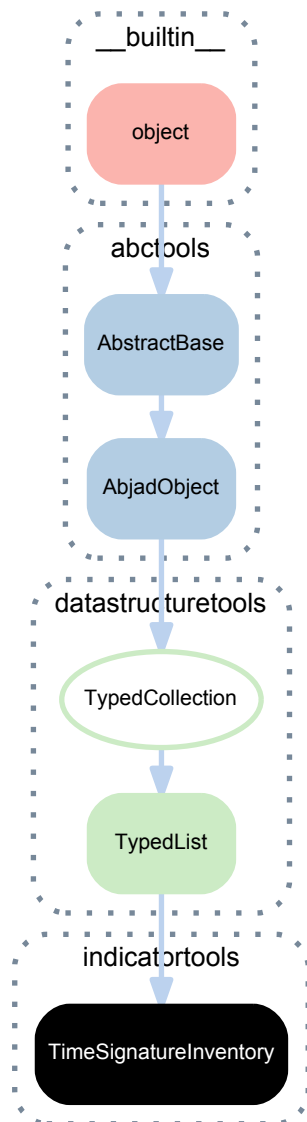 __builtin__
object
abctools
AbstractBase
AbjadObject
datastructuretools
TypedCollection
TypedList
indicatortools
TimeSignatureInventory